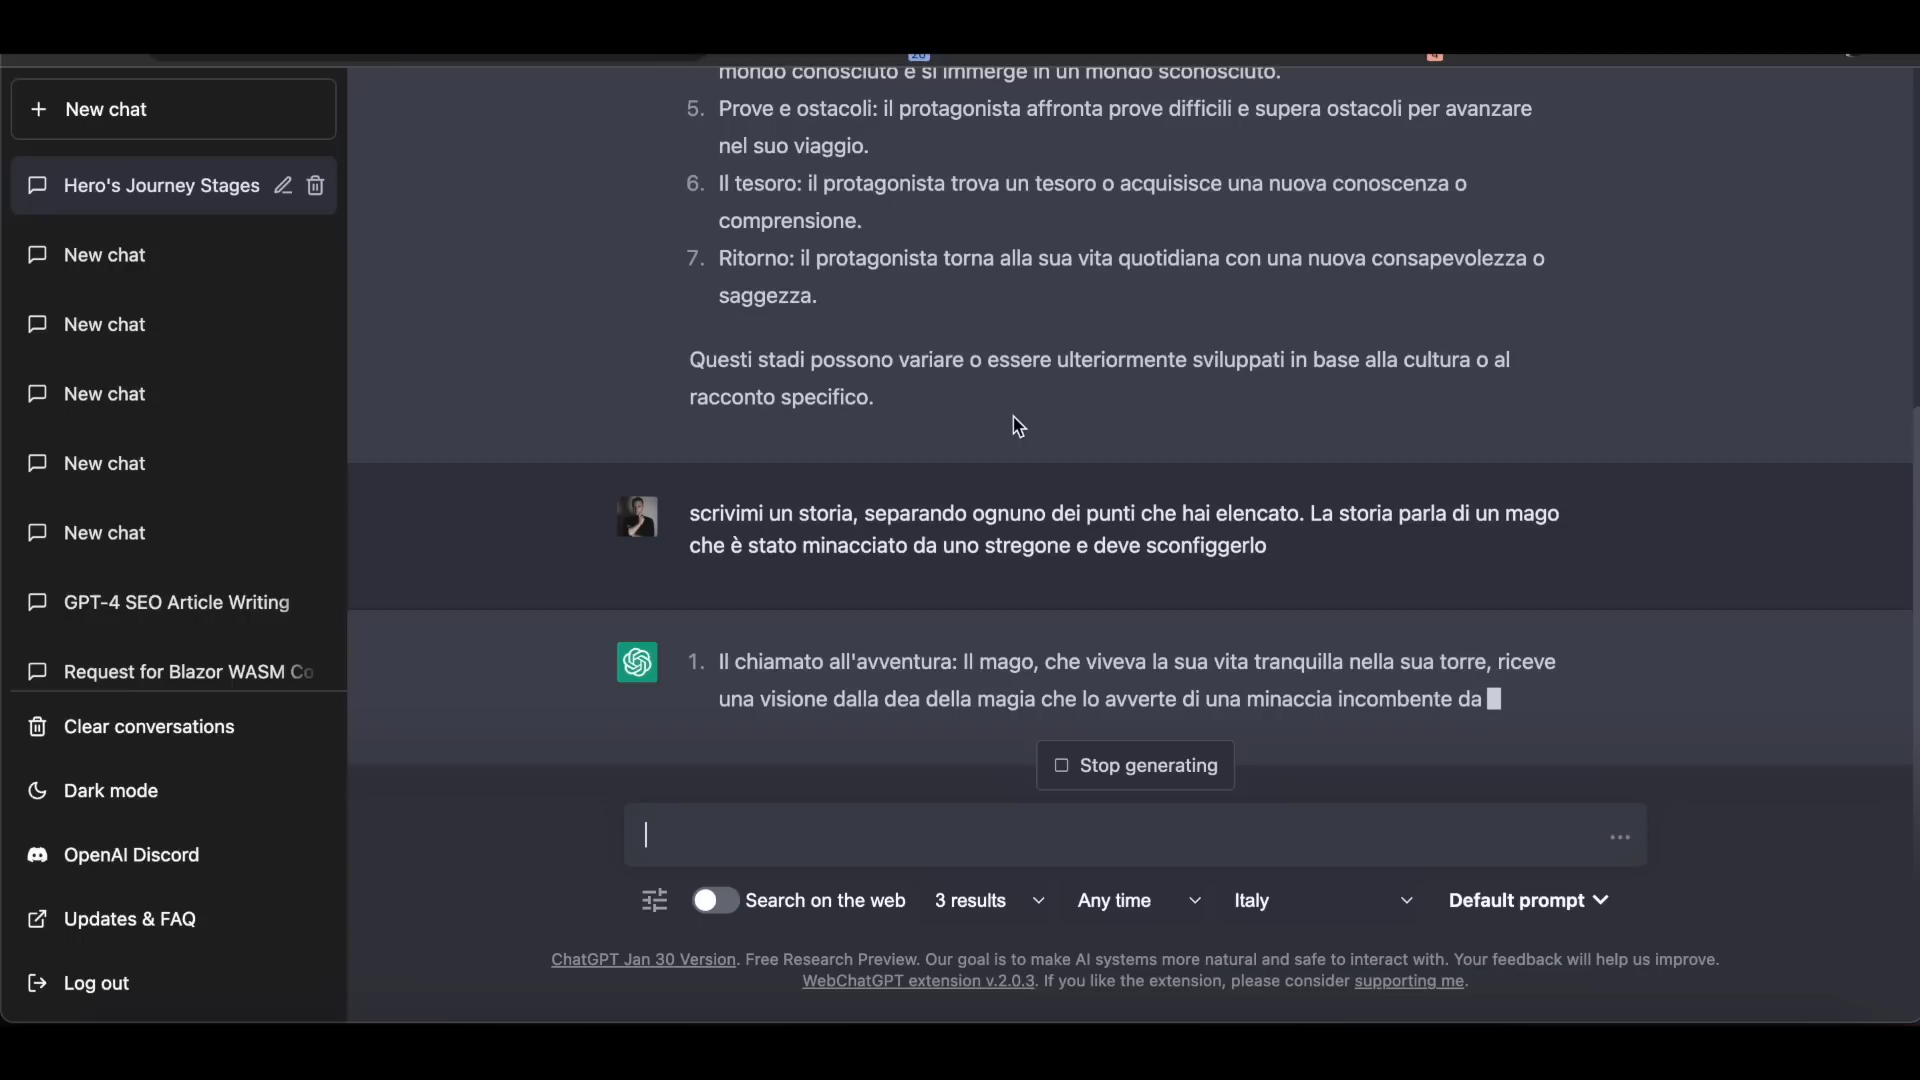 New chat
Hero's Journey Stages
New chat
New chat
New chat
New chat
New chat
GPT-4 SEO Article Writing
Request for Blazor WASM Co
Clear conversations
Dark mode
OpenAI Discord
Updates & FAQ
Log out
mondo conosciuto e si immerge in un mondo sconosciuto.
5. Prove e ostacoli: il protagonista affronta prove difficili e supera ostacoli per avanzare
nel suo viaggio.
6. Il tesoro: il protagonista trova un tesoro o acquisisce una nuova conoscenza o
comprensione.
7. Ritorno: il protagonista torna alla sua vita quotidiana con una nuova consapevolezza o
saggezza.
Questi stadi possono variare o essere ulteriormente sviluppati in base alla cultura o al
racconto specifico.
scrivimi un storia, separando ognuno dei punti che hai elencato. La storia parla di un mago
che è stato minacciato da uno stregone e deve sconfiggerlo
1. Il chiamato all'avventura: Il mago, che viveva la sua vita tranquilla nella sua torre, riceve
una visione dalla dea della magia che lo avverte di una minaccia incombente da
Stop generating
Search on the web 3 results Any time Italy Default prompt
ChatGPT Jan 30 Version. Free Research Preview. Our goal is to make AI systems more natural and safe to interact with. Your feedback will help us improve.
WebChatGPT extension v.2.0.3. If you like the extension, please consider supporting me.